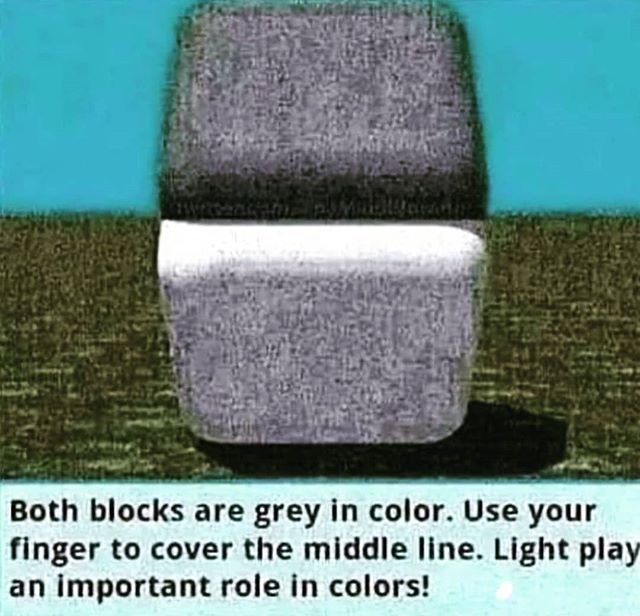 Both blocks are grey in color. Use your
finger to cover the middle line. Light play
an important role in colors!